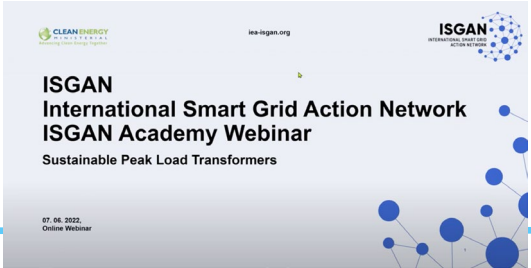 CLEAN ENERGY
MINISTERIAL
Advancing Clean Energy Together
iea-isgan.org
ISGAN
INTERNATIONAL SMART GRID
ACTION NETWORK
ISGAN
International Smart Grid Action Network
ISGAN Academy Webinar
Sustainable Peak Load Transformers
07. 06. 2022,
Online Webinar